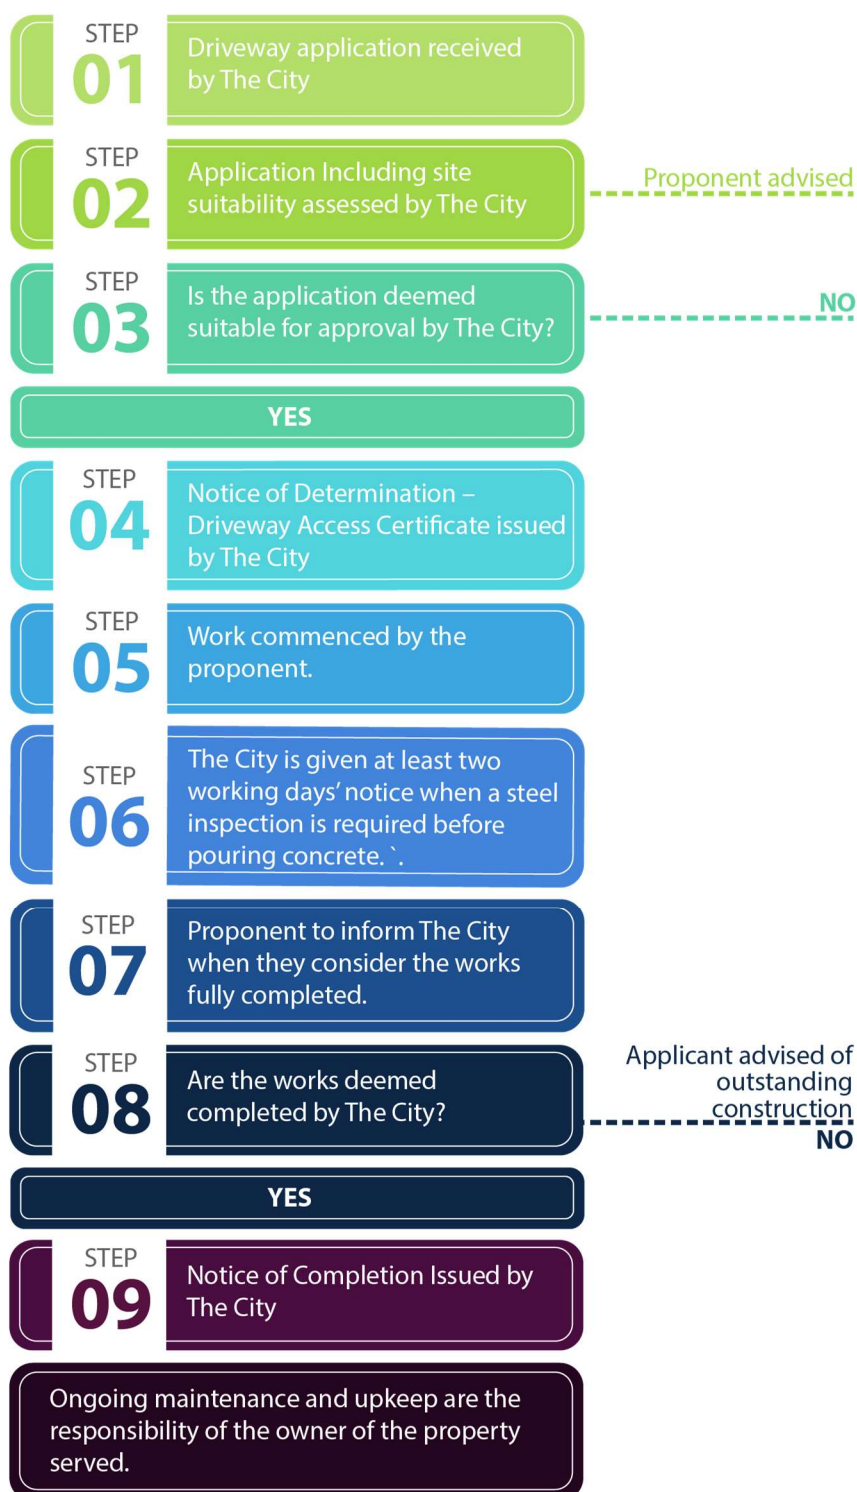 STEP
01
Driveway application received
by The City
STEP
02
Application Including site
suitability assessed by The City
Proponent advised
STEP
03
Is the application deemed
suitable for approval by The City?
NO
YES
STEP
04
Notice of Determination –
Driveway Access Certificate issued
by The City
STEP
05
Work commenced by the
proponent.
STEP
06
The City is given at least two
working days’ notice when a steel
inspection is required before
pouring concrete. `.
STEP
07
Proponent to inform The City
when they consider the works
fully completed.
STEP
08
Are the works deemed
completed by The City?
Applicant advised of
outstanding
construction
NO
YES
STEP
09
Notice of Completion Issued by
The City
Ongoing maintenance and upkeep are the
responsibility of the owner of the property
served.